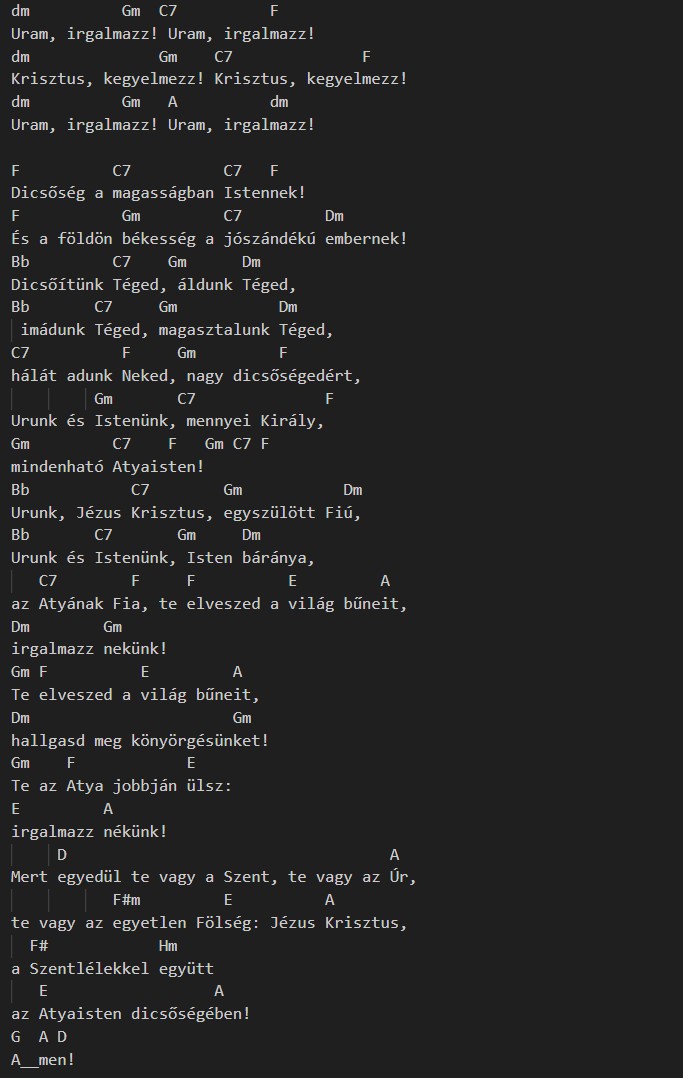 dm          Gm  C7          F
Uram, irgalmazz! Uram, irgalmazz!
dm              Gm    C7              F
Krisztus, kegyelmezz! Krisztus, kegyelmezz!
dm          Gm   A          dm
Uram, irgalmazz! Uram, irgalmazz!

F          C7          C7   F
Dicsőség a magasságban Istennek!
F           Gm         C7         Dm
És a földön békesség a jószándékú embernek!
Bb         C7    Gm      Dm
Dicsőítünk Téged, áldunk Téged,
Bb       C7     Gm           Dm
 imádunk Téged, magasztalunk Téged,
C7          F     Gm         F
hálát adunk Neked, nagy dicsőségedért,
         Gm       C7              F
Urunk és Istenünk, mennyei Király,
Gm         C7    F   Gm C7 F
mindenható Atyaisten!
Bb           C7        Gm           Dm
Urunk, Jézus Krisztus, egyszülött Fiú,
Bb       C7       Gm     Dm
Urunk és Istenünk, Isten báránya,
   C7        F     F          E         A
az Atyának Fia, te elveszed a világ bűneit,
Dm        Gm
irgalmazz nekünk!
Gm F          E         A
Te elveszed a világ bűneit,
Dm                      Gm
hallgasd meg könyörgésünket!
Gm    F            E
Te az Atya jobbján ülsz:
E         A
irgalmazz nékünk!
     D                                   A
Mert egyedül te vagy a Szent, te vagy az Úr,
           F#m         E          A
te vagy az egyetlen Fölség: Jézus Krisztus,
  F#            Hm
a Szentlélekkel együtt
   E                  A
az Atyaisten dicsőségében!
G  A D
A__men!